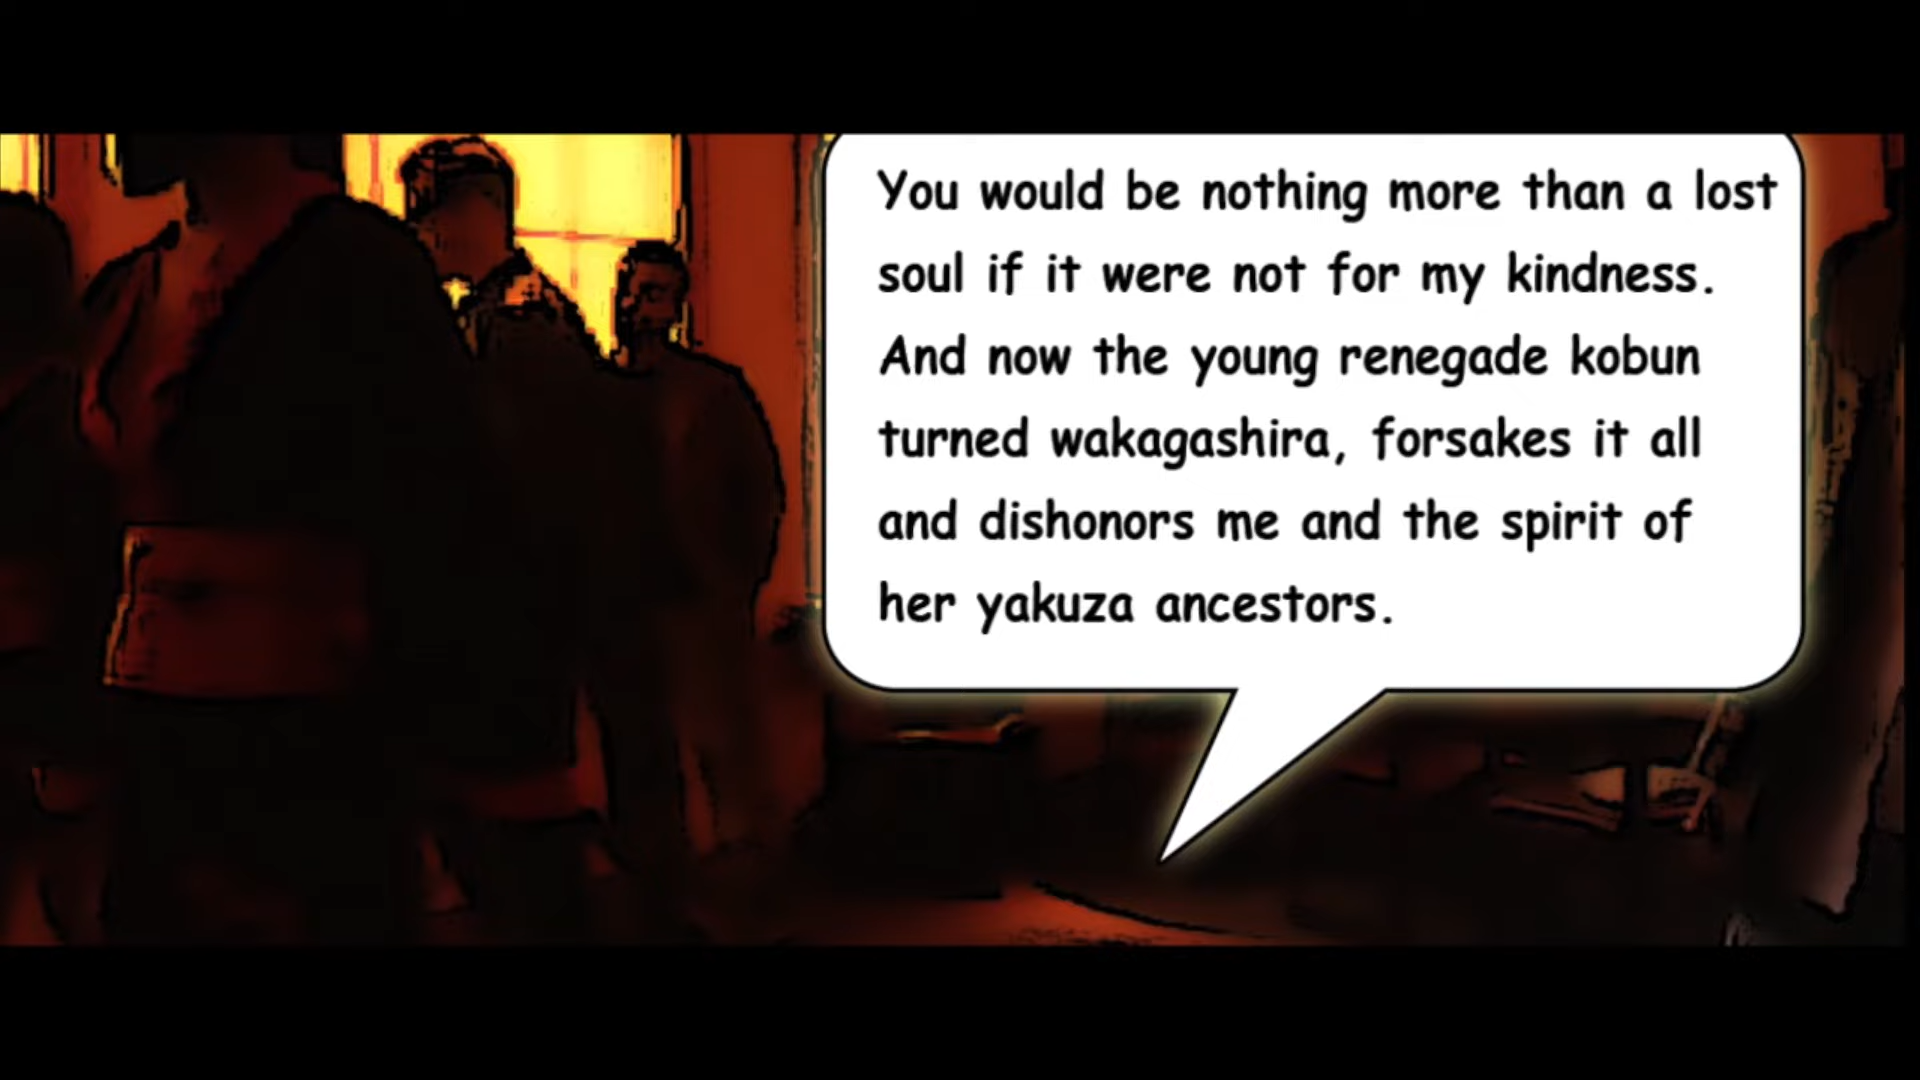 You would be nothing more than a lost
soul if it were not for my kindness.
And now the young renegade kobun
turned wakagashira, forsakes it all
and dishonors me and the spirit of
her yakuza ancestors.